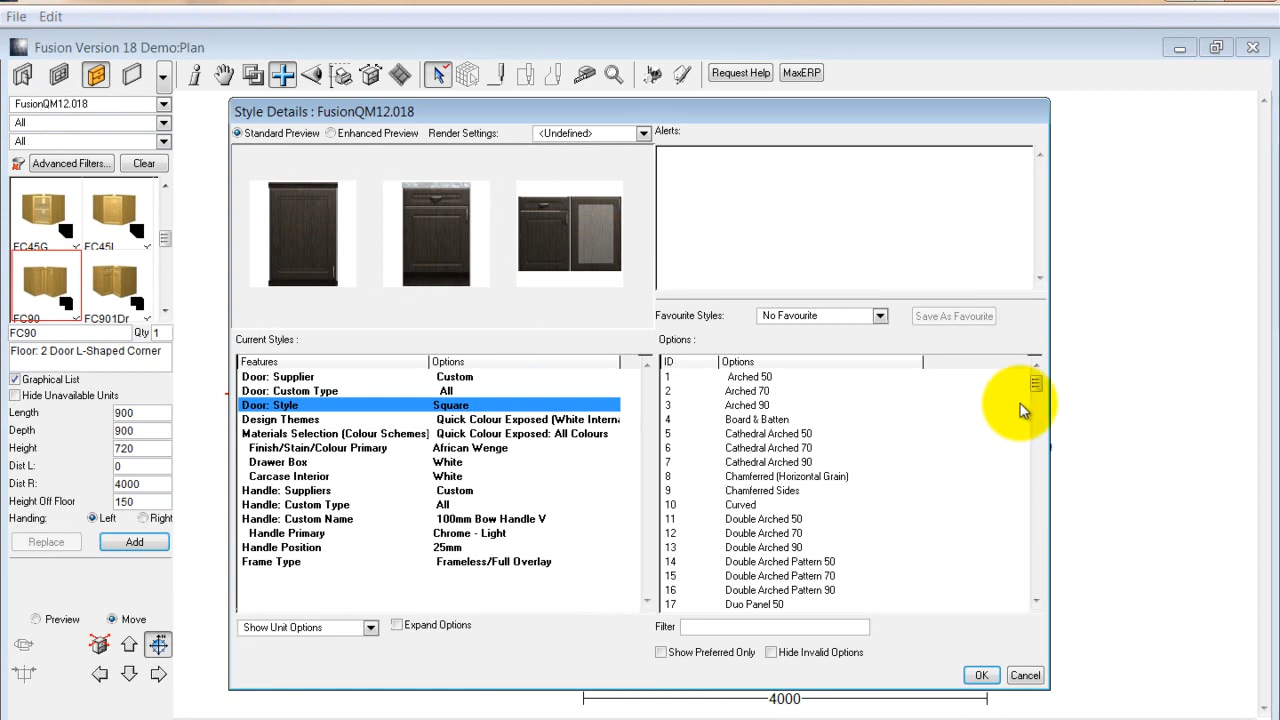 File Edit
Fusion Version 18 Demo:Plan
Request Help MaxERP
FusionQM12.018
All
All
Advanced Filters... Clear
FC45G FC45L
FC90 FC901Dr
FC90 Qty 1
Floor: 2 Door L-Shaped Corner
Graphical List
Hide Unavailable Units
Length 900
Depth 900
Height 720
Dist L: 0
Dist R: 4000
Height Off Floor 150
Handing: Left Right
Replace Add
Preview Move
Style Details : FusionQM12.018
Standard Preview Enhanced Preview Render Settings: <Undefined> Alerts:
Favourite Styles: No Favourite Save As Favourite
Current Styles : Options :
Features Options
Door: Supplier Custom
Door: Custom Type All
Door: Style Square
Design Themes Quick Colour Exposed (White Interna
Materials Selection (Colour Schemes) Quick Colour Exposed: All Colours
Finish/Stain/Colour Primary African Wenge
Drawer Box White
Carcase Interior White
Handle: Suppliers Custom
Handle: Custom Type All
Handle: Custom Name 100mm Bow Handle V
Handle Primary Chrome - Light
Handle Position 25mm
Frame Type Frameless/Full Overlay
ID Options
1 Arched 50
2 Arched 70
3 Arched 90
4 Board & Batten
5 Cathedral Arched 50
6 Cathedral Arched 70
7 Cathedral Arched 90
8 Chamferred (Horizontal Grain)
9 Chamferred Sides
10 Curved
11 Double Arched 50
12 Double Arched 70
13 Double Arched 90
14 Double Arched Pattern 50
15 Double Arched Pattern 70
16 Double Arched Pattern 90
17 Duo Panel 50
Show Unit Options Expand Options
Filter
Show Preferred Only Hide Invalid Options
OK Cancel
4000